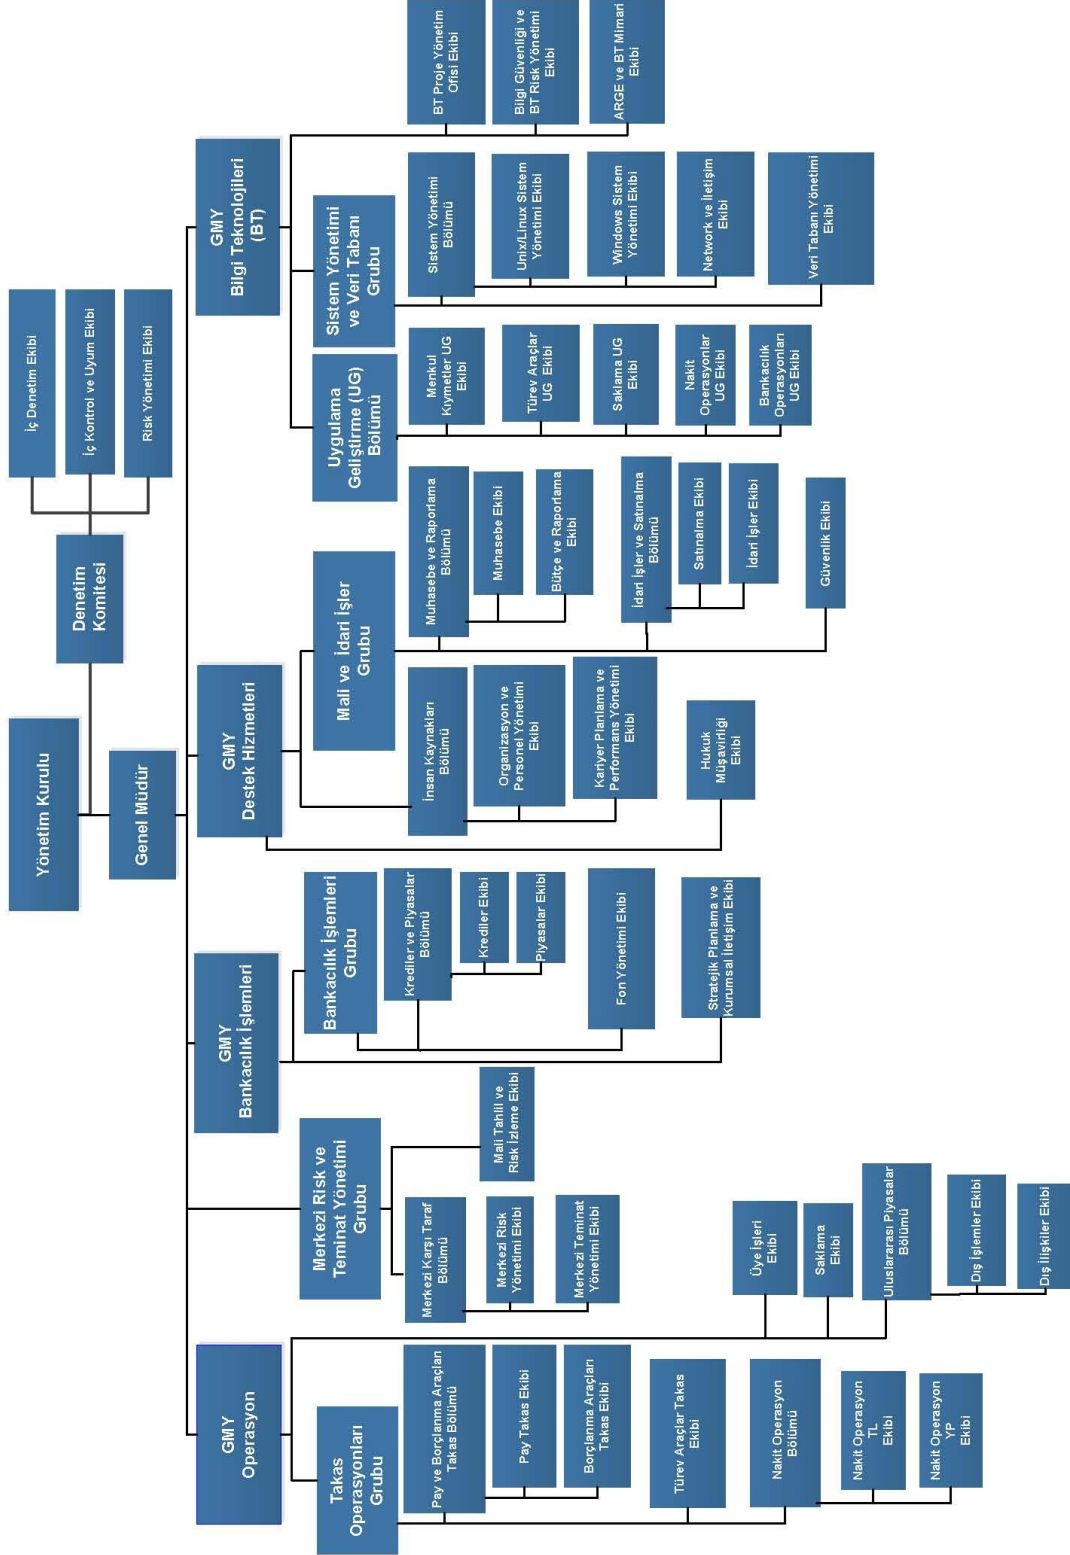 Yönetim Kurulu
Genel Müdür
Denetim
Komitesi
İç Denetim Ekibi
İç Kontrol ve Uyum Ekibi
Risk Yönetimi Ekibi
GMY
Operasyon
Takas
Operasyonları
Grubu
Pay ve Borçlanma Araçları
Takas Bölümü
Pay Takas Ekibi
Borçlanma Araçları
Takas Ekibi
Türev Araçlar Takas
Ekibi
Nakit Operasyon
Bölümü
Nakit Operasyon
TL
Ekibi
Nakit Operasyon
YP
Ekibi
Üye İşleri
Ekibi
Saklama
Ekibi
Uluslararası Piyasalar
Bölümü
Dış İşlemler Ekibi
Dış İlişkiler Ekibi
Merkezi Risk ve
Teminat Yönetimi
Grubu
Merkezi Karşı Taraf
Bölümü
Merkezi Risk
Yönetimi Ekibi
Merkezi Teminat
Yönetimi Ekibi
Mali Tahlil ve
Risk İzleme Ekibi
GMY
Bankacılık İşlemleri
Bankacılık İşlemleri
Grubu
Krediler ve Piyasalar
Bölümü
Krediler Ekibi
Piyasalar Ekibi
Fon Yönetimi Ekibi
Stratejik Planlama ve
Kurumsal İletişim Ekibi
GMY
Destek Hizmetleri
İnsan Kaynakları
Bölümü
Organizasyon ve
Personel Yönetimi
Ekibi
Kariyer Planlama ve
Performans Yönetimi
Ekibi
Hukuk
Müşavirliği
Ekibi
Mali ve İdari İşler
Grubu
Muhasebe ve Raporlama
Bölümü
Muhasebe Ekibi
Bütçe ve Raporlama
Ekibi
İdari İşler ve Satınalma
Bölümü
Satınalma Ekibi
İdari İşler Ekibi
Güvenlik Ekibi
GMY
Bilgi Teknolojileri
(BT)
Uygulama
Geliştirme (UG)
Bölümü
Menkul
Kıymetler UG
Ekibi
Türev Araçlar
UG Ekibi
Saklama UG
Ekibi
Nakit
Operasyonlar
UG Ekibi
Bankacılık
Operasyonları
UG Ekibi
Sistem Yönetimi
ve Veri Tabanı
Grubu
Sistem Yönetimi
Bölümü
Unix/Linux Sistem
Yönetimi Ekibi
Windows Sistem
Yönetimi Ekibi
Network ve İletişim
Ekibi
Veri Tabanı Yönetimi
Ekibi
BT Proje Yönetim
Ofisi Ekibi
Bilgi Güvenliği ve
BT Risk Yönetimi
Ekibi
ARGE ve BT Mimari
Ekibi